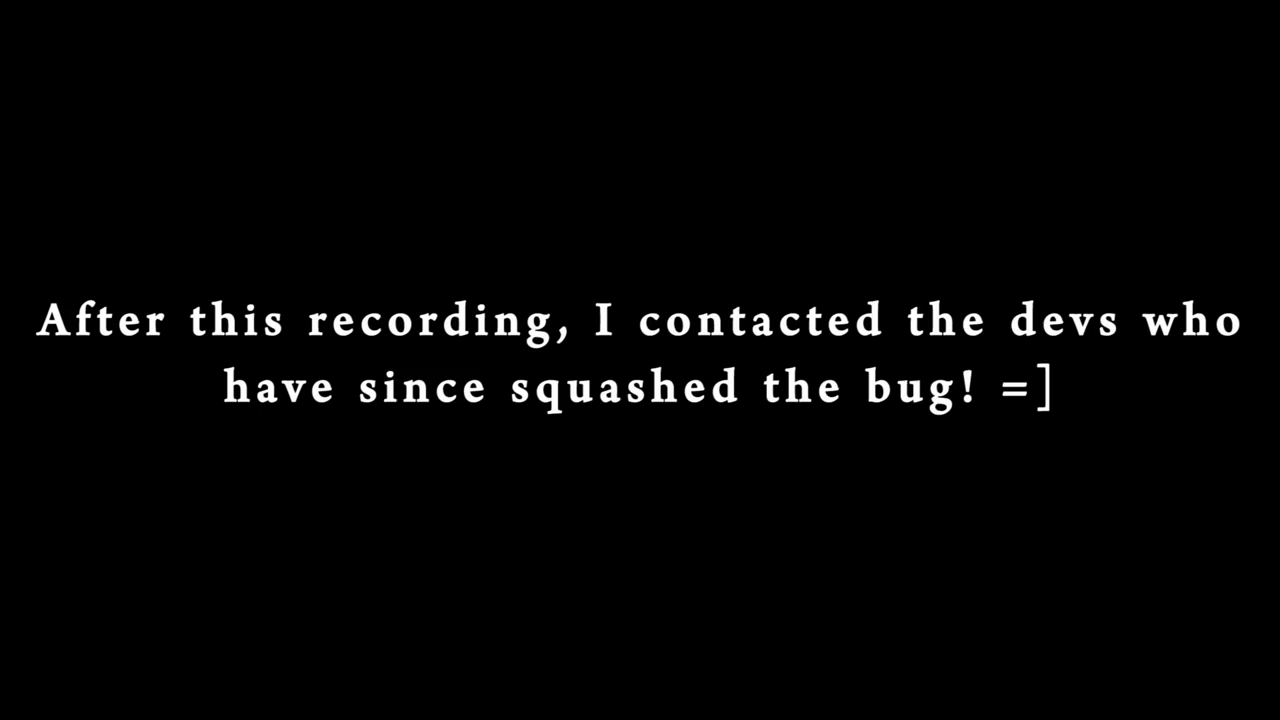 After this recording, I contacted the devs who
have since squashed the bug! =]